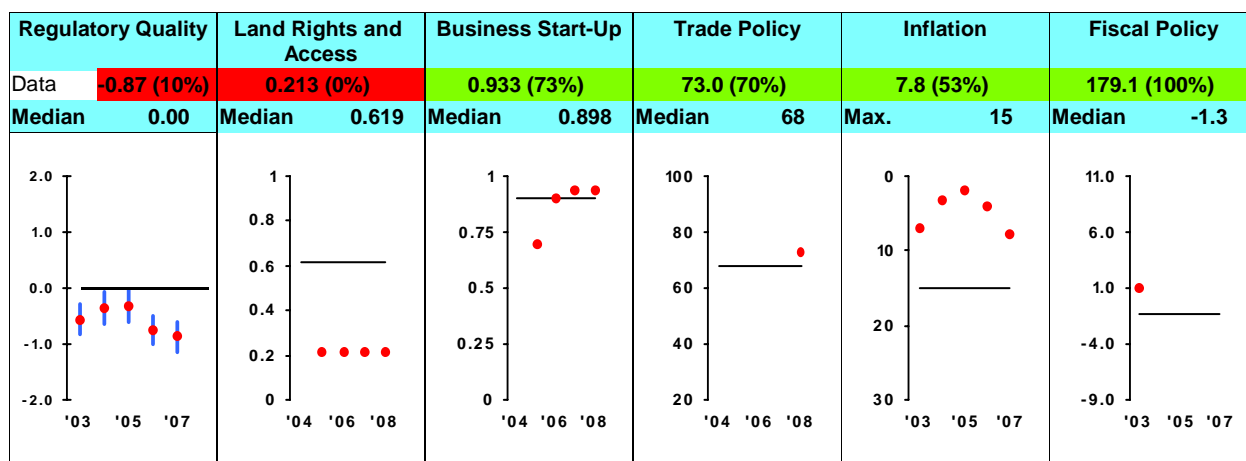 Regulatory Quality
Data -0.87 (10%)
Median 0.00
2.0
1.0
0.0
-1.0
-2.0
'03 '05 '07
Land Rights and
Access
0.213 (0%)
Median 0.619
1
0.8
0.6
0.4
0.2
0
'04 '06 '08
Business Start-Up
0.933 (73%)
Median 0.898
1
0.75
0.5
0.25
0
'04 '06 '08
Trade Policy
73.0 (70%)
Median 68
100
80
60
40
20
'04 '06 '08
Inflation
7.8 (53%)
Max. 15
0
10
20
30
'03 '05 '07
Fiscal Policy
179.1 (100%)
Median -1.3
11.0
6.0
1.0
-4.0
-9.0
'03 '05 '07